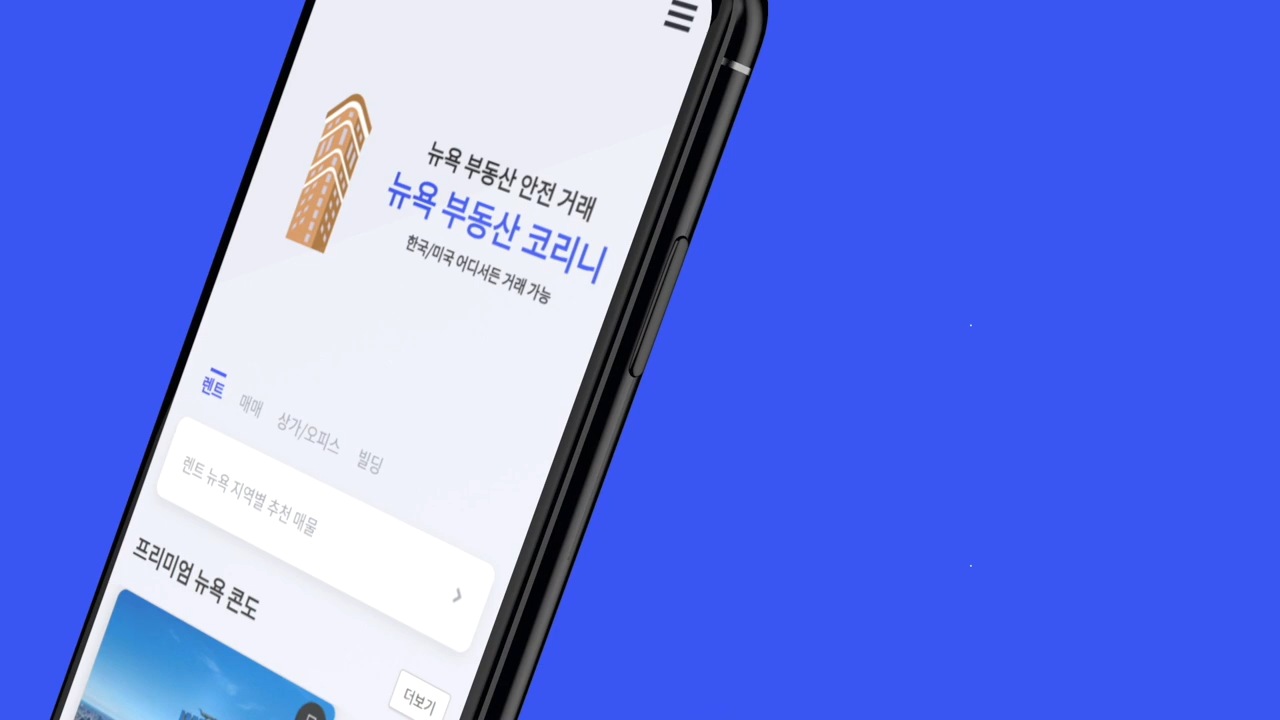 뉴욕 부동산 안전 거래
뉴욕 부동산 코리니
한국/미국 어디서든 거래 가능
렌트 매매 상가/오피스 빌딩
렌트 뉴욕 지역별 추천 매물
프리미엄 뉴욕 콘도
더보기